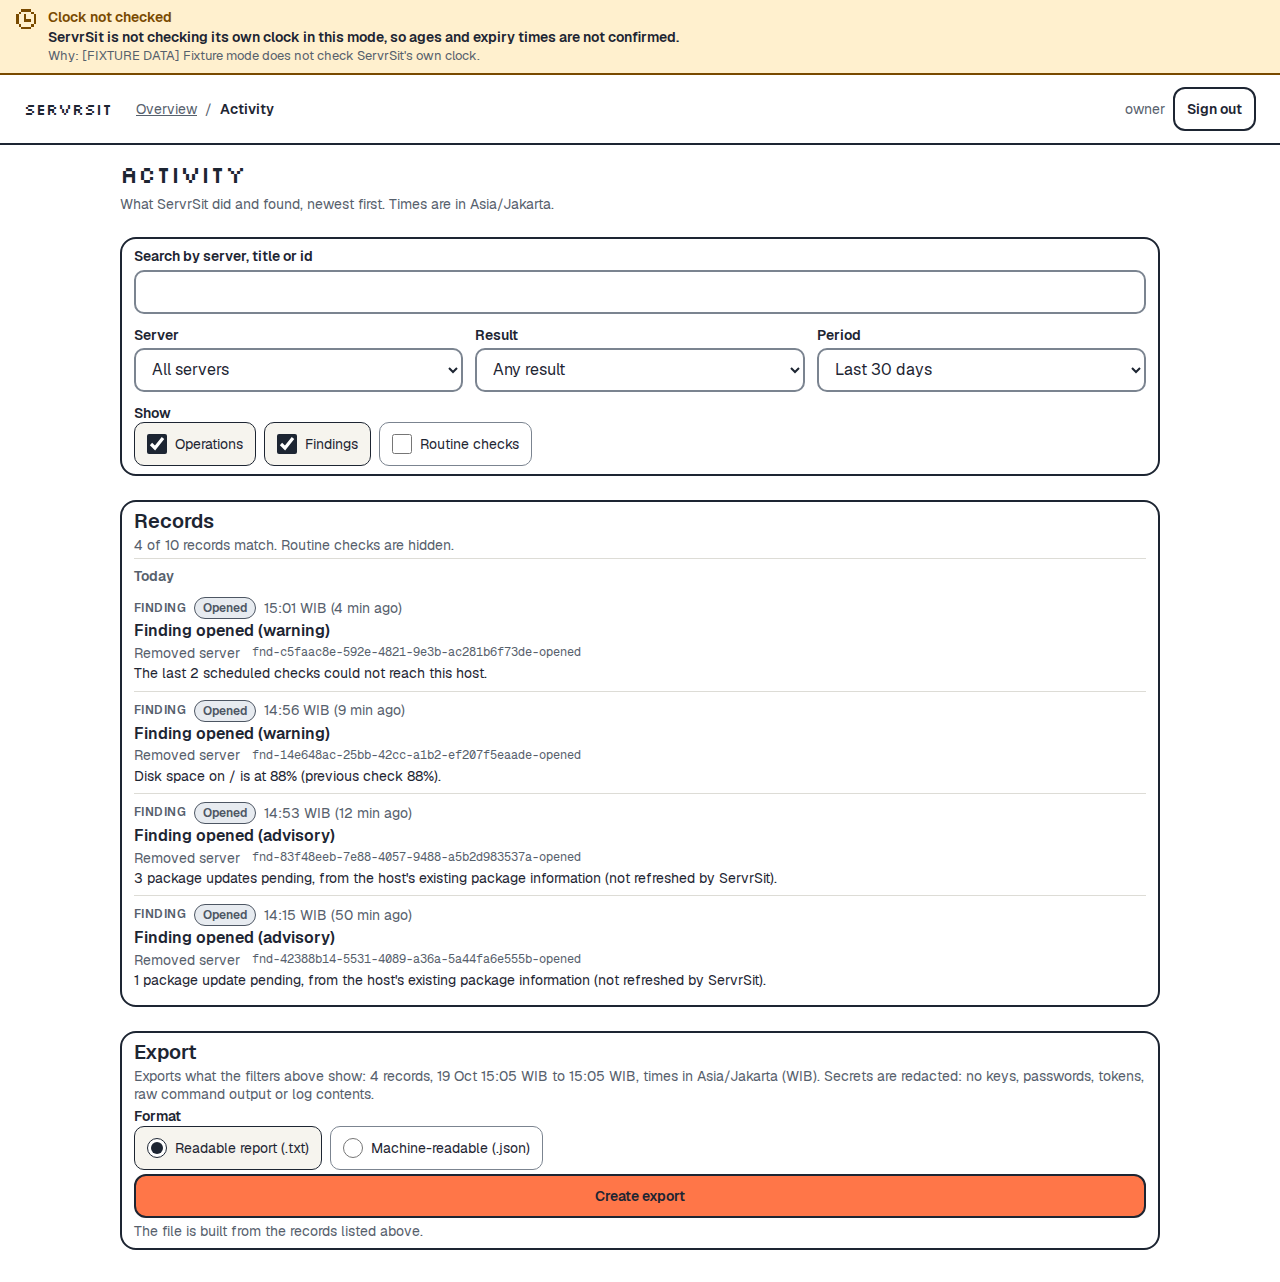 Clock not checked
ServrSit is not checking its own clock in this mode, so ages and expiry times are not confirmed.
Why: [FIXTURE DATA] Fixture mode does not check ServrSit's own clock.
SERVRSIT Overview / Activity owner Sign out
ACTIVITY
What ServrSit did and found, newest first. Times are in Asia/Jakarta.
Search by server, title or id
Server Result Period
All servers Any result Last 30 days
Show
Operations Findings Routine checks
Records
4 of 10 records match. Routine checks are hidden.
Today
FINDING Opened 15:01 WIB (4 min ago)
Finding opened (warning)
Removed server fnd-c5faac8e-592e-4821-9e3b-ac281b6f73de-opened
The last 2 scheduled checks could not reach this host.
FINDING Opened 14:56 WIB (9 min ago)
Finding opened (warning)
Removed server fnd-14e648ac-25bb-42cc-a1b2-ef207f5eaade-opened
Disk space on / is at 88% (previous check 88%).
FINDING Opened 14:53 WIB (12 min ago)
Finding opened (advisory)
Removed server fnd-83f48eeb-7e88-4057-9488-a5b2d983537a-opened
3 package updates pending, from the host's existing package information (not refreshed by ServrSit).
FINDING Opened 14:15 WIB (50 min ago)
Finding opened (advisory)
Removed server fnd-42388b14-5531-4089-a36a-5a44fa6e555b-opened
1 package update pending, from the host's existing package information (not refreshed by ServrSit).
Export
Exports what the filters above show: 4 records, 19 Oct 15:05 WIB to 15:05 WIB, times in Asia/Jakarta (WIB). Secrets are redacted: no keys, passwords, tokens,
raw command output or log contents.
Format
Readable report (.txt) Machine-readable (.json)
Create export
The file is built from the records listed above.